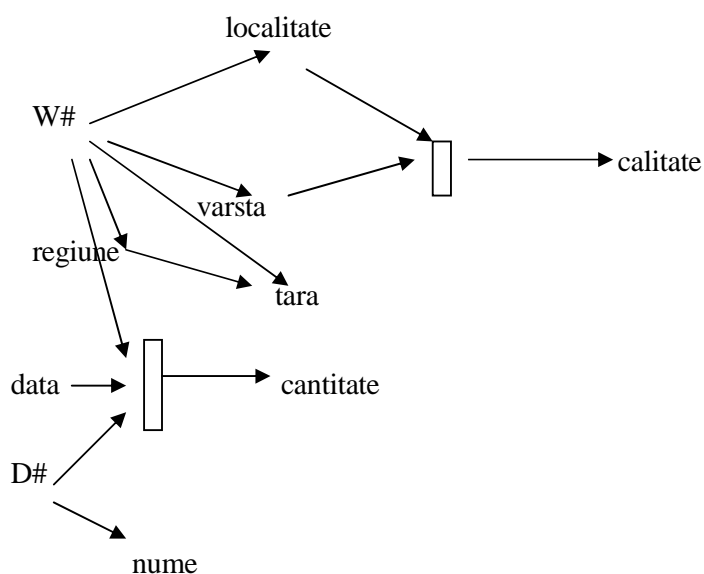 localitate
W#
calitate
varsta
regiune
tara
data
cantitate
D#
nume